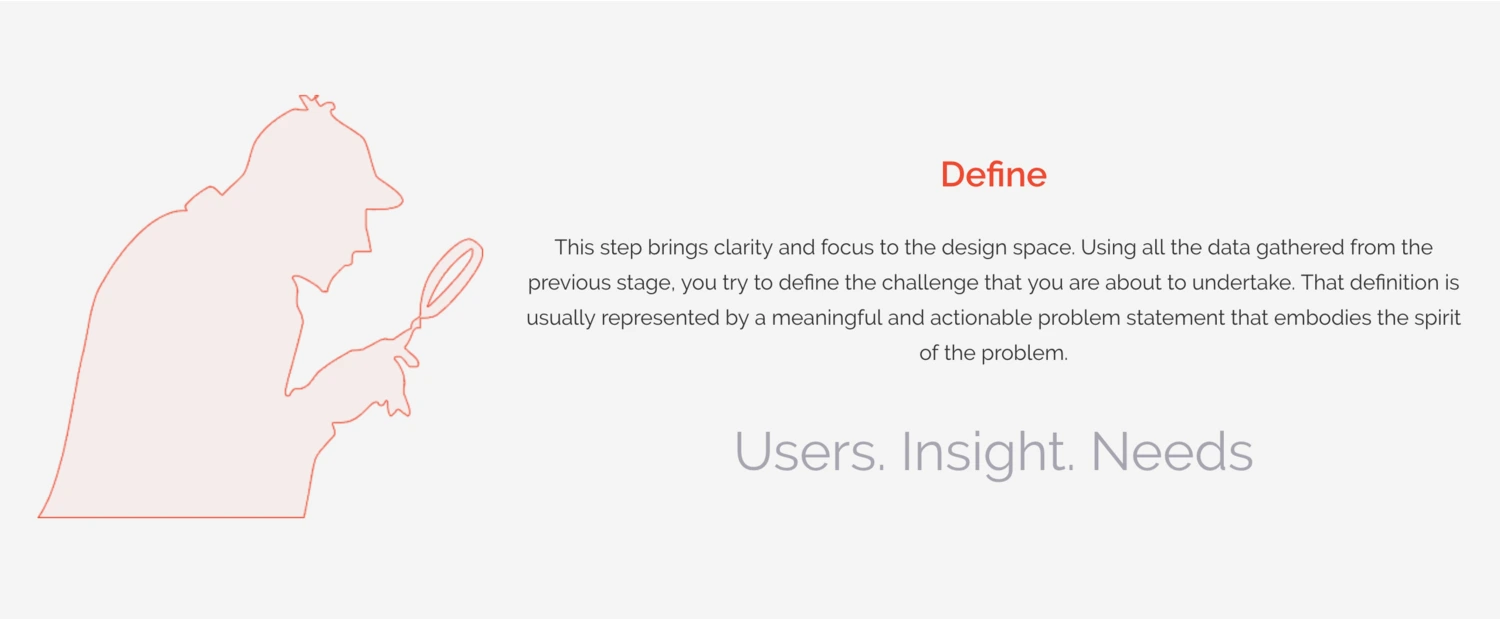 Define
This step brings clarity and focus to the design space. Using all the data gathered from the
previous stage, you try to define the challenge that you are about to undertake. That definition is
usually represented by a meaningful and actionable problem statement that embodies the spirit
of the problem.
Users. Insight. Needs